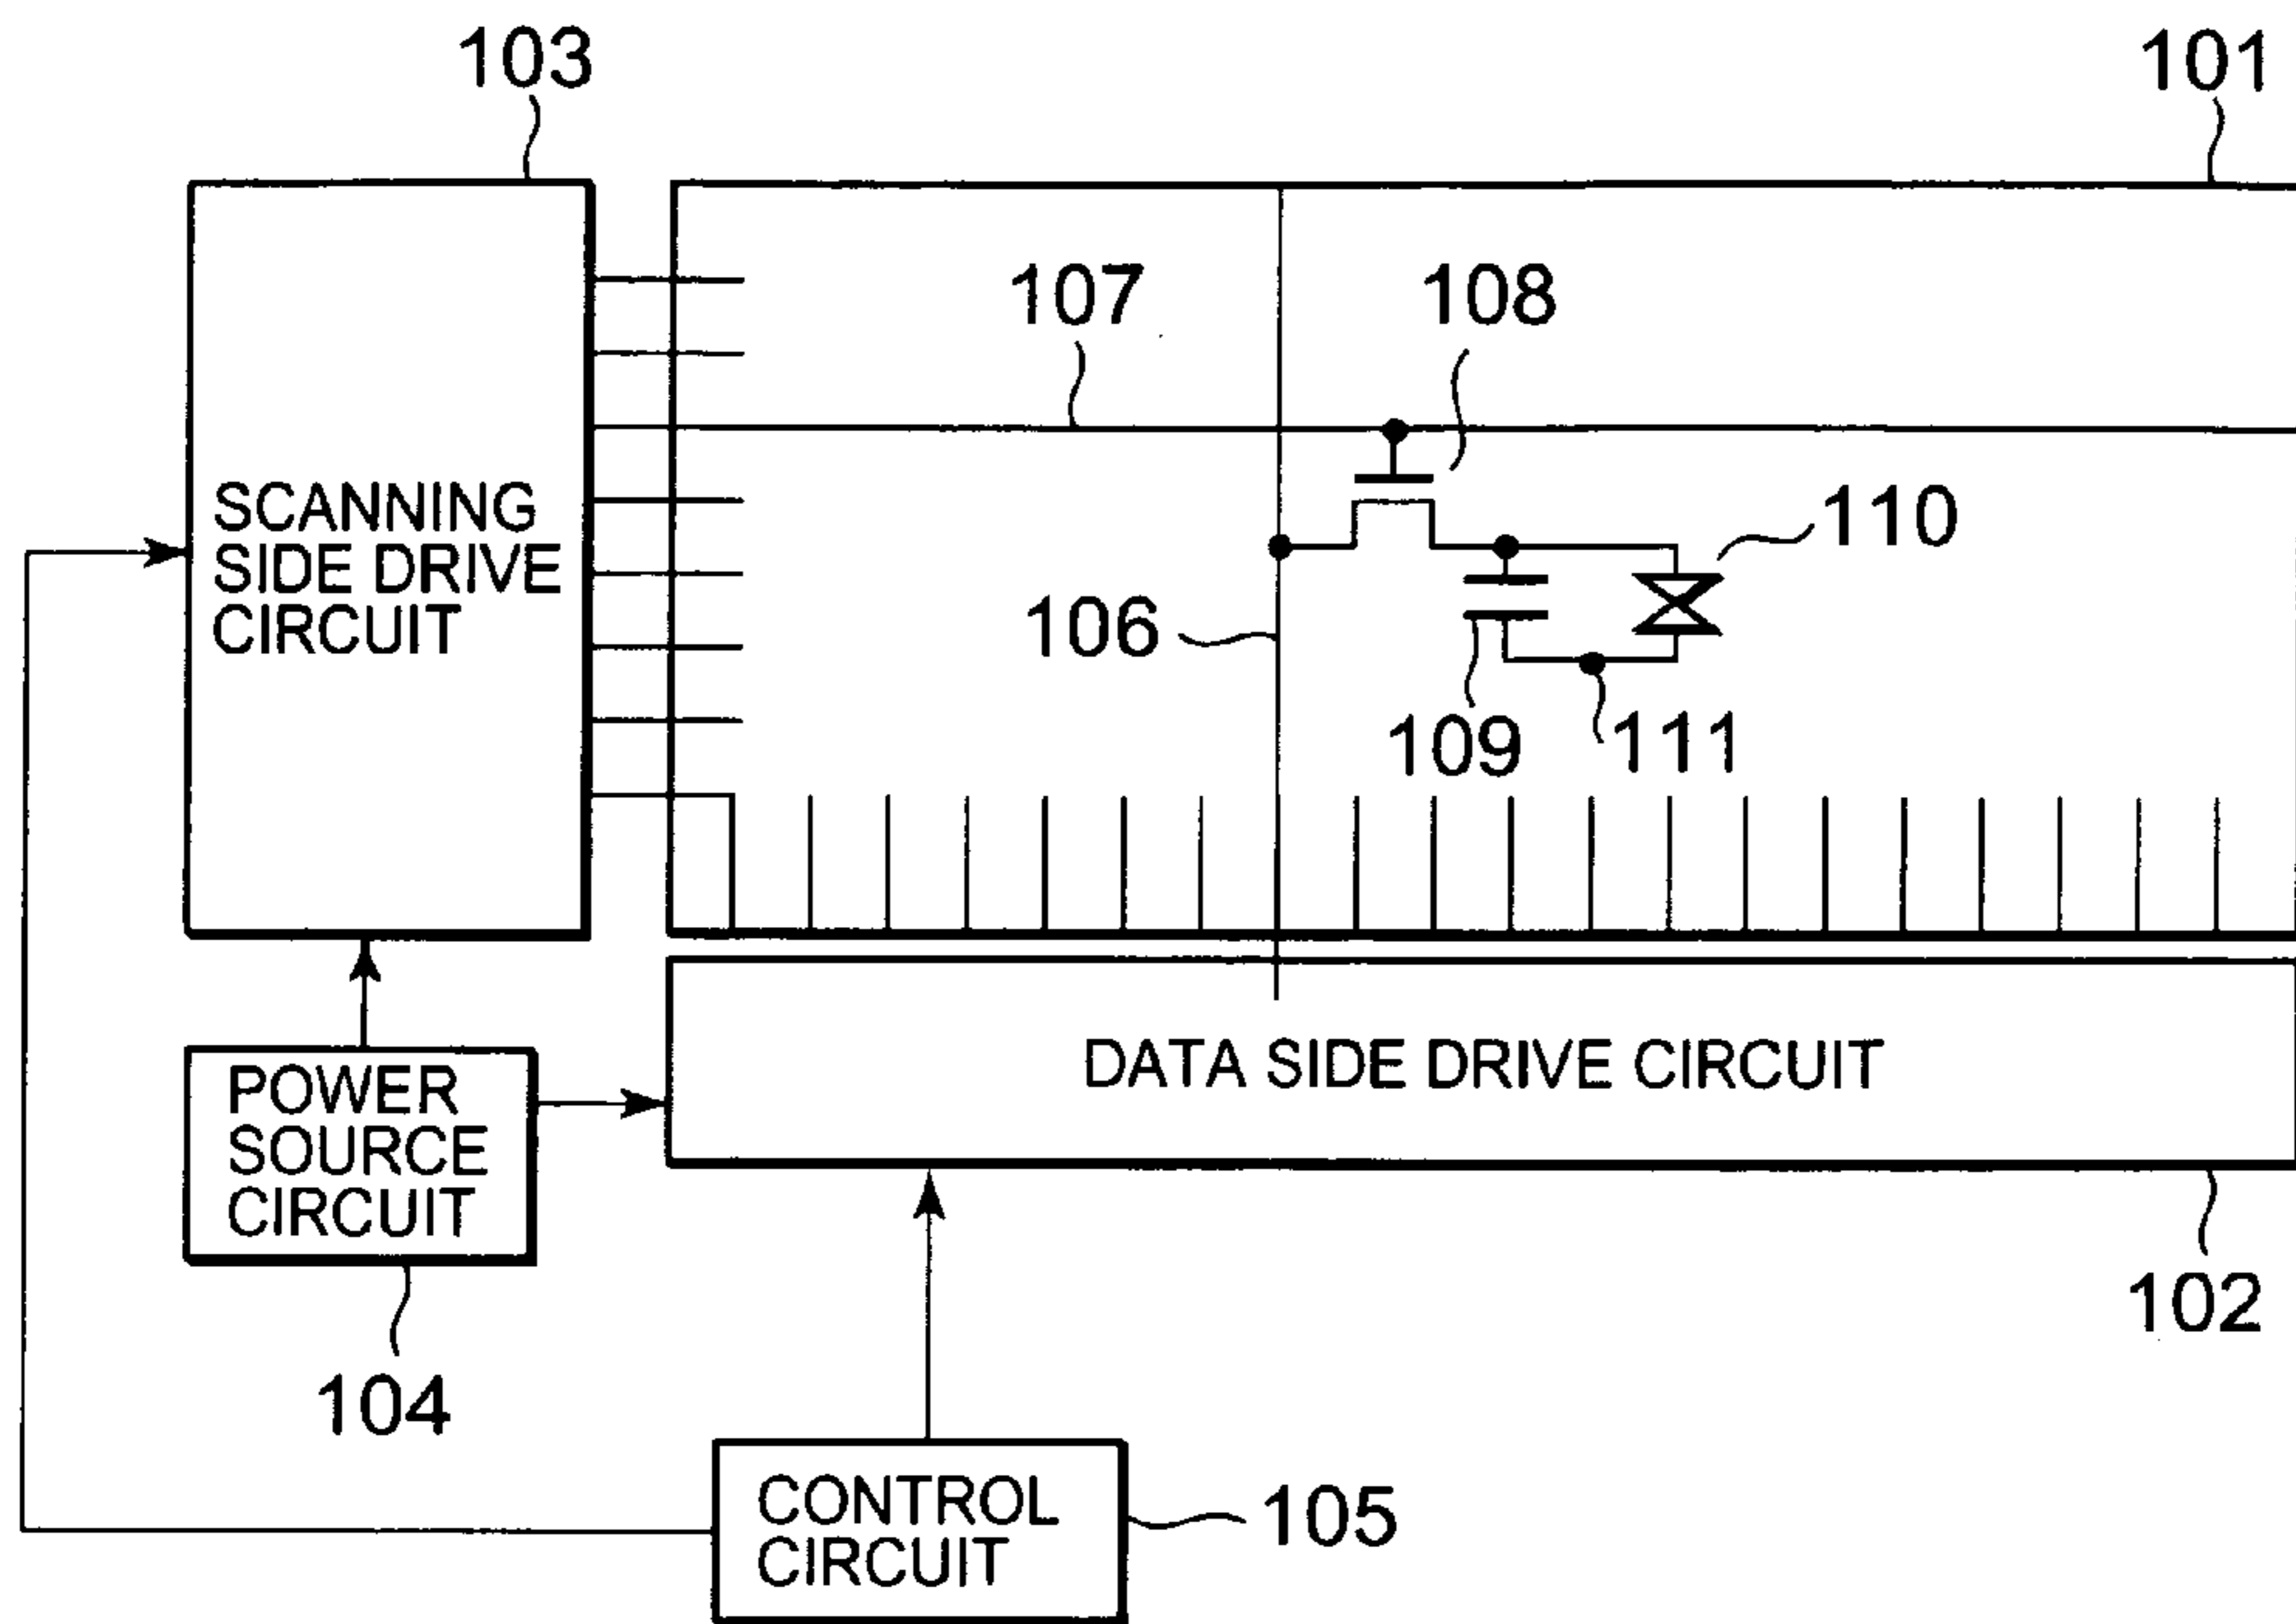 103
101
107
108
SCANNING
SIDE DRIVE
CIRCUIT
110
106
109
111
DATA SIDE DRIVE CIRCUIT
POWER
SOURCE
CIRCUIT
102
104
CONTROL
CIRCUIT
105